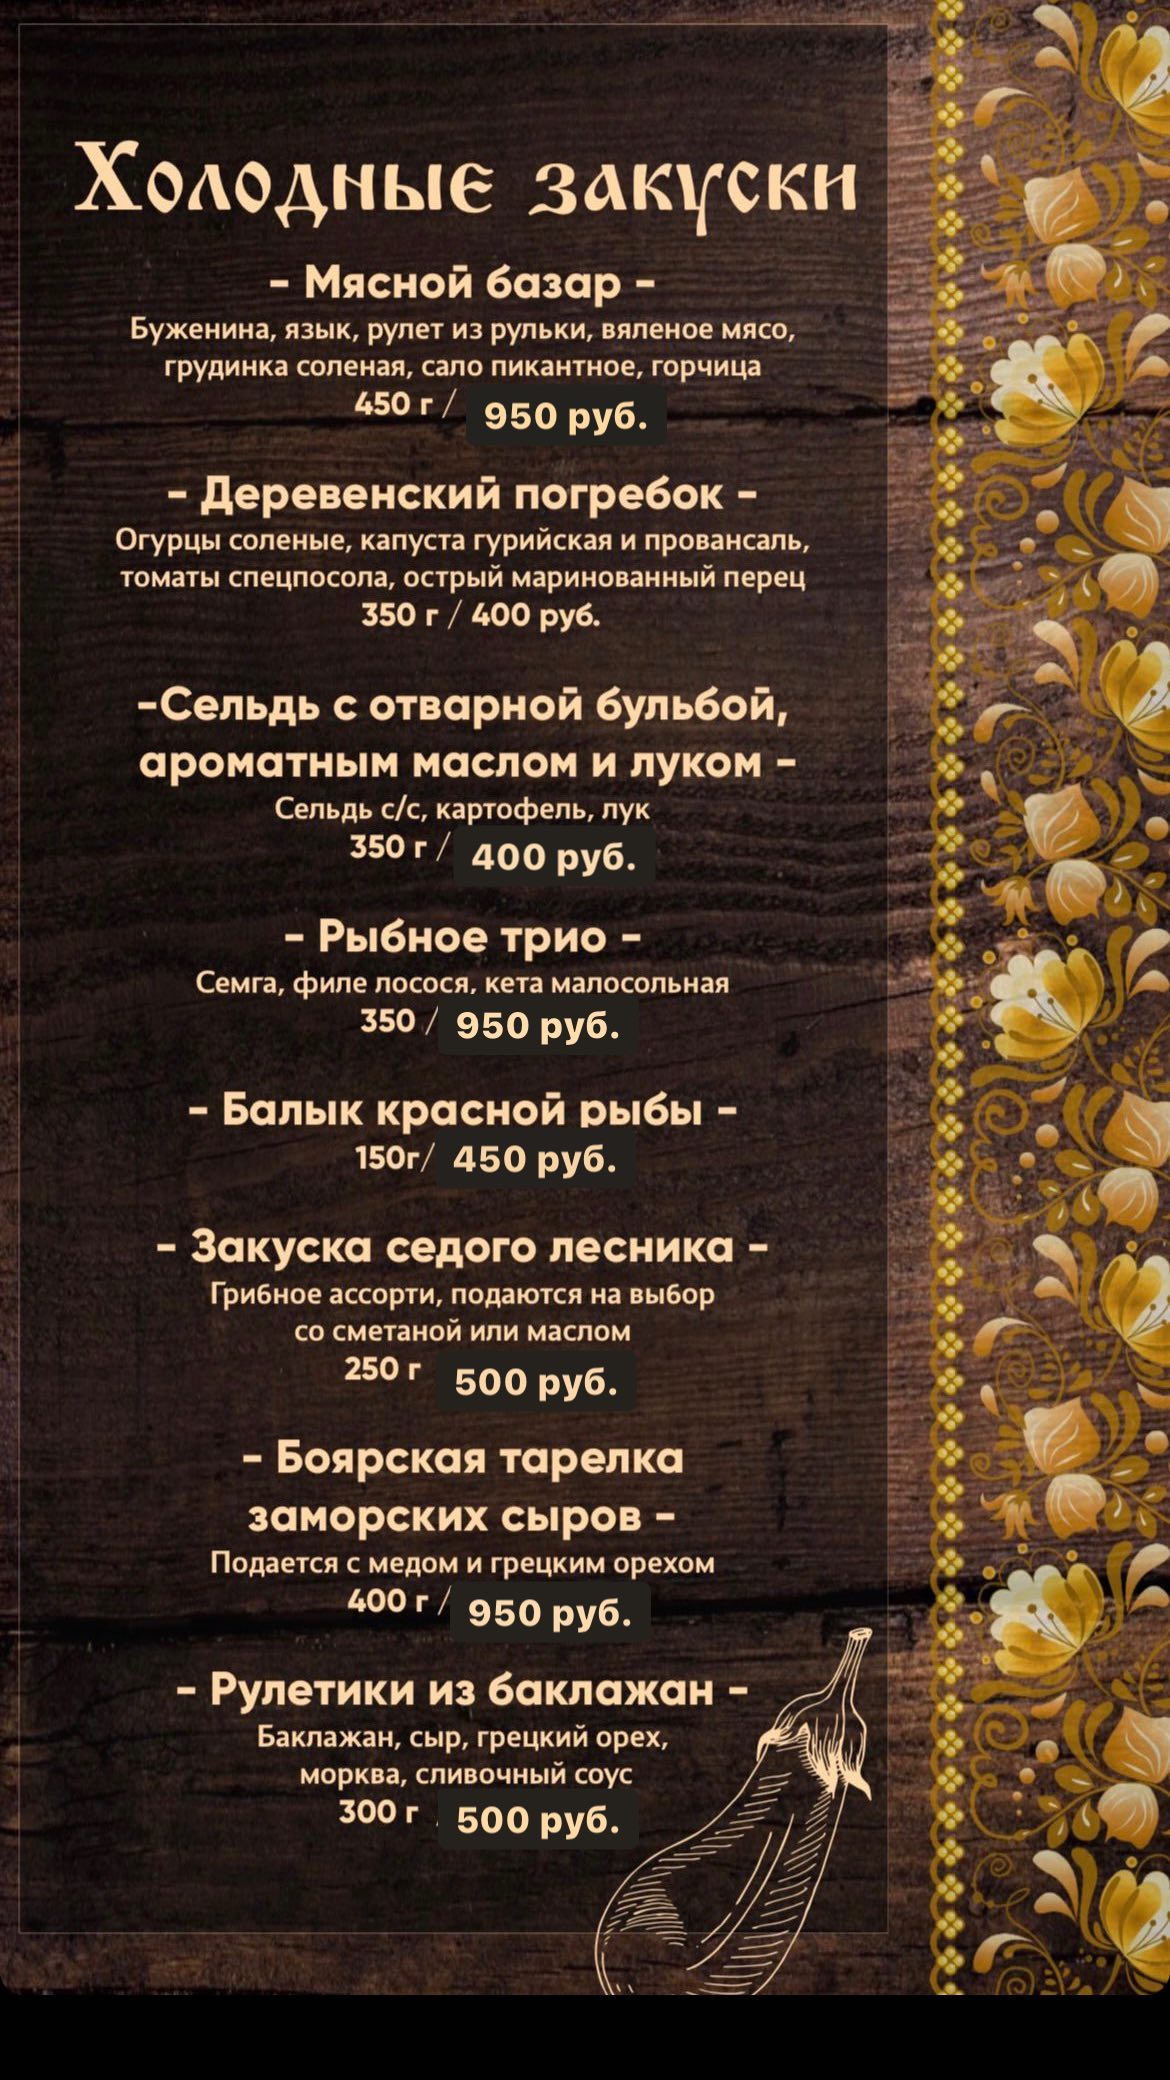 Холодные закуски
- Мясной базар -
Буженина, язык, рулет из рульки, вяленое мясо,
грудинка соленая, сало пикантное, горчица
450 г / 950 руб.
- Деревенский погребок -
Огурцы соленые, капуста гурийская и провансаль,
томаты спецпосола, острый маринованный перец
350 г / 400 руб.
-Сельдь с отварной бульбой,
ароматным маслом и луком -
Сельдь с/с, картофель, лук
350 г / 400 руб.
- Рыбное трио -
Семга, филе лосося, кета малосольная
350 / 950 руб.
- Балык красной рыбы -
150г/ 450 руб.
- Закуска седого лесника -
Грибное ассорти, подаются на выбор
со сметаной или маслом
250 г 500 руб.
- Боярская тарелка
заморских сыров -
Подается с медом и грецким орехом
400 г / 950 руб.
- Рулетики из баклажан -
Баклажан, сыр, грецкий орех,
морква, сливочный соус
300 г 500 руб.